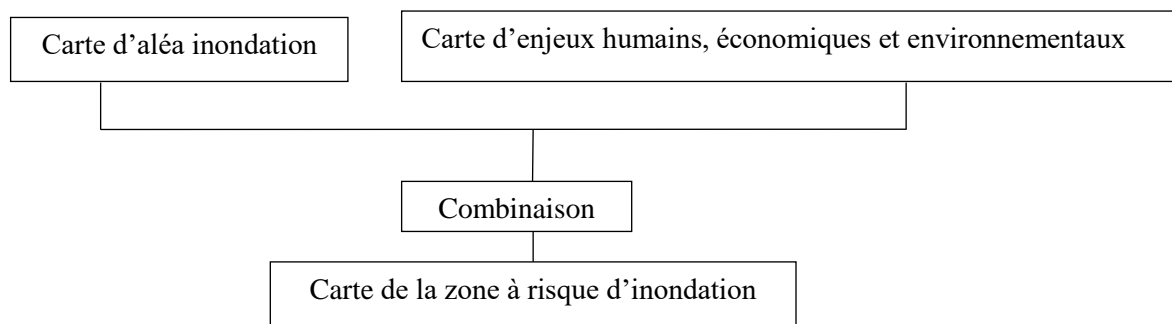 Carte d’aléa inondation
Carte d’enjeux humains, économiques et environnementaux
Combinaison
Carte de la zone à risque d’inondation